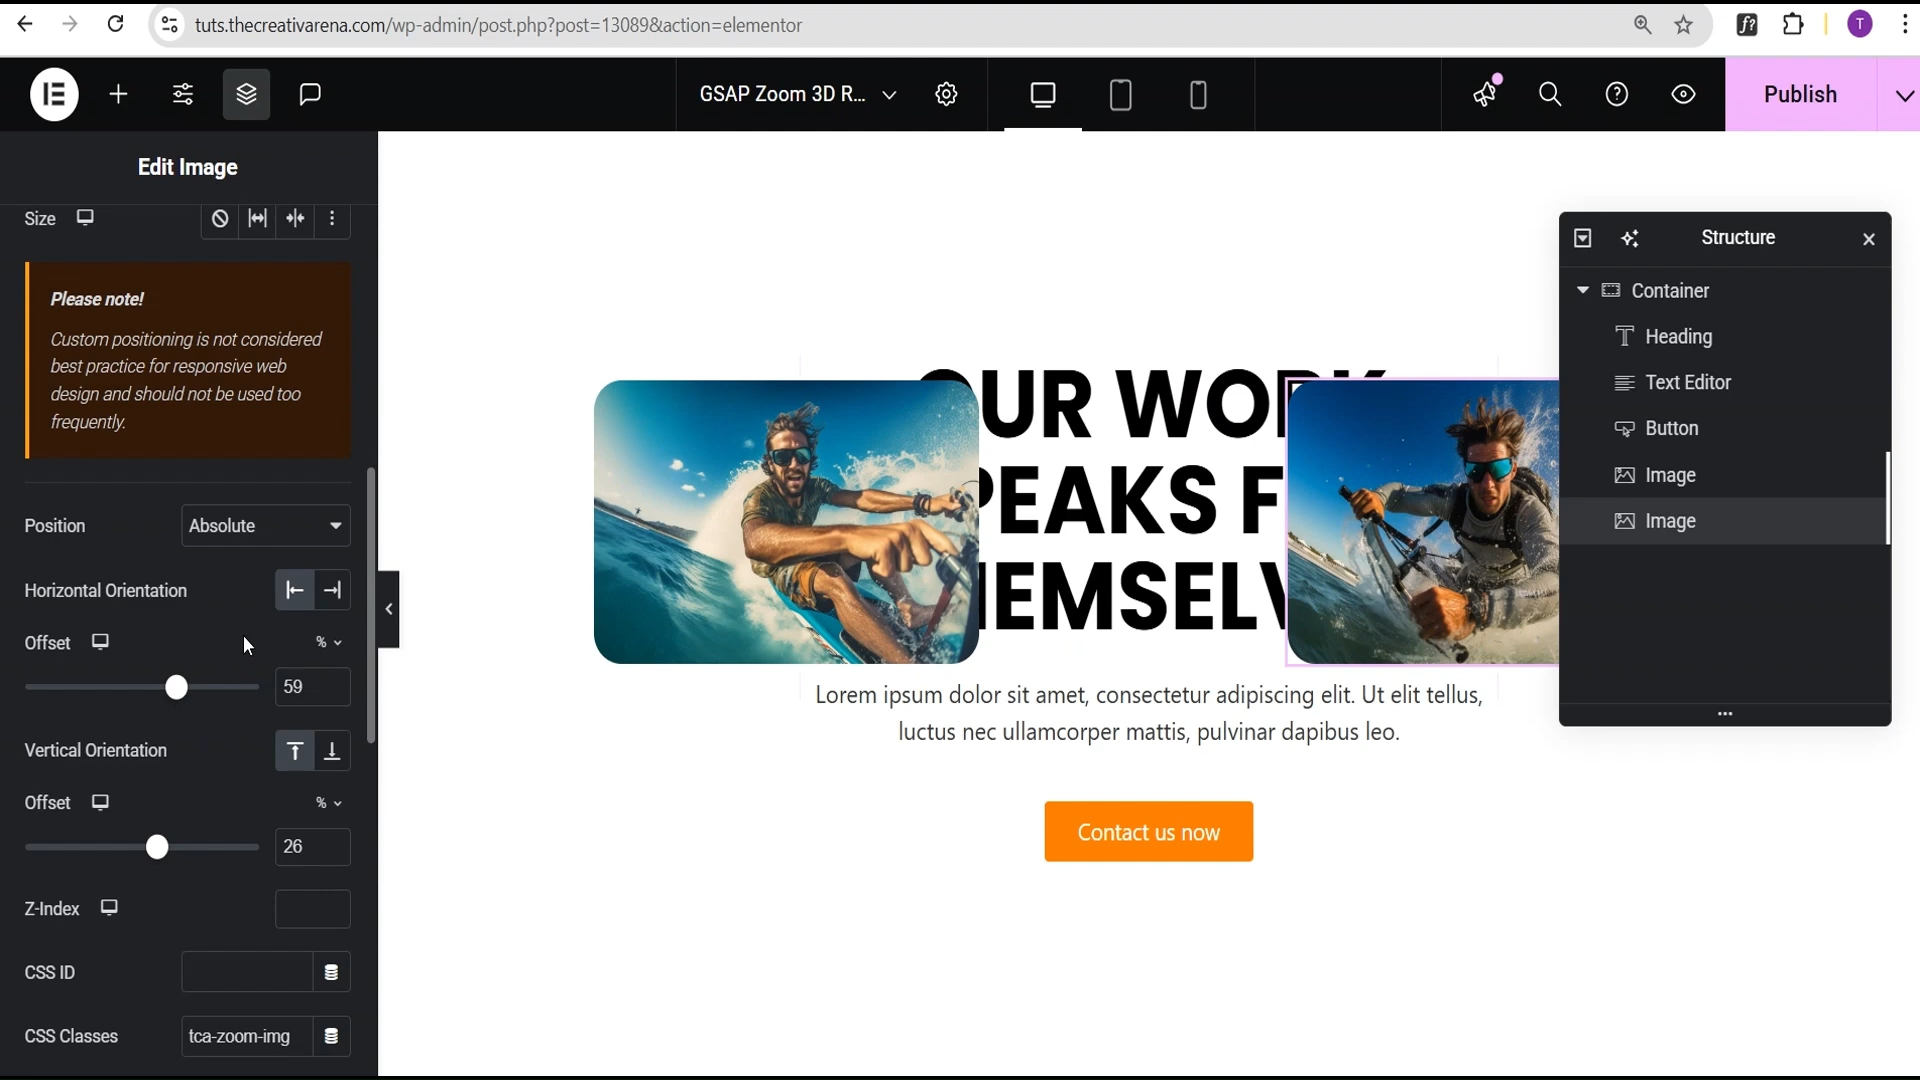 tuts.thecreativarena.com/wp-admin/post.php?post=13089&action=elementor
T
GSAP Zoom 3D R...
Publish
Edit Image
Size
Please note!
Custom positioning is not considered
best practice for responsive web
design and should not be used too
frequently.
Position
Absolute
Horizontal Orientation
Offset
%
59
Vertical Orientation
Offset
%
26
Z-Index
CSS ID
CSS Classes
tca-zoom-img
Lorem ipsum dolor sit amet, consectetur adipiscing elit. Ut elit tellus,
luctus nec ullamcorper mattis, pulvinar dapibus leo.
Contact us now
Structure
Container
Heading
Text Editor
Button
Image
Image